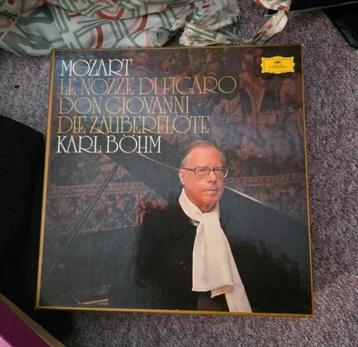 MOZART
LE NOZZE DI FIGARO
DON GIOVANNI
DIE ZAUBERFLÖTE
KARL BÖHM